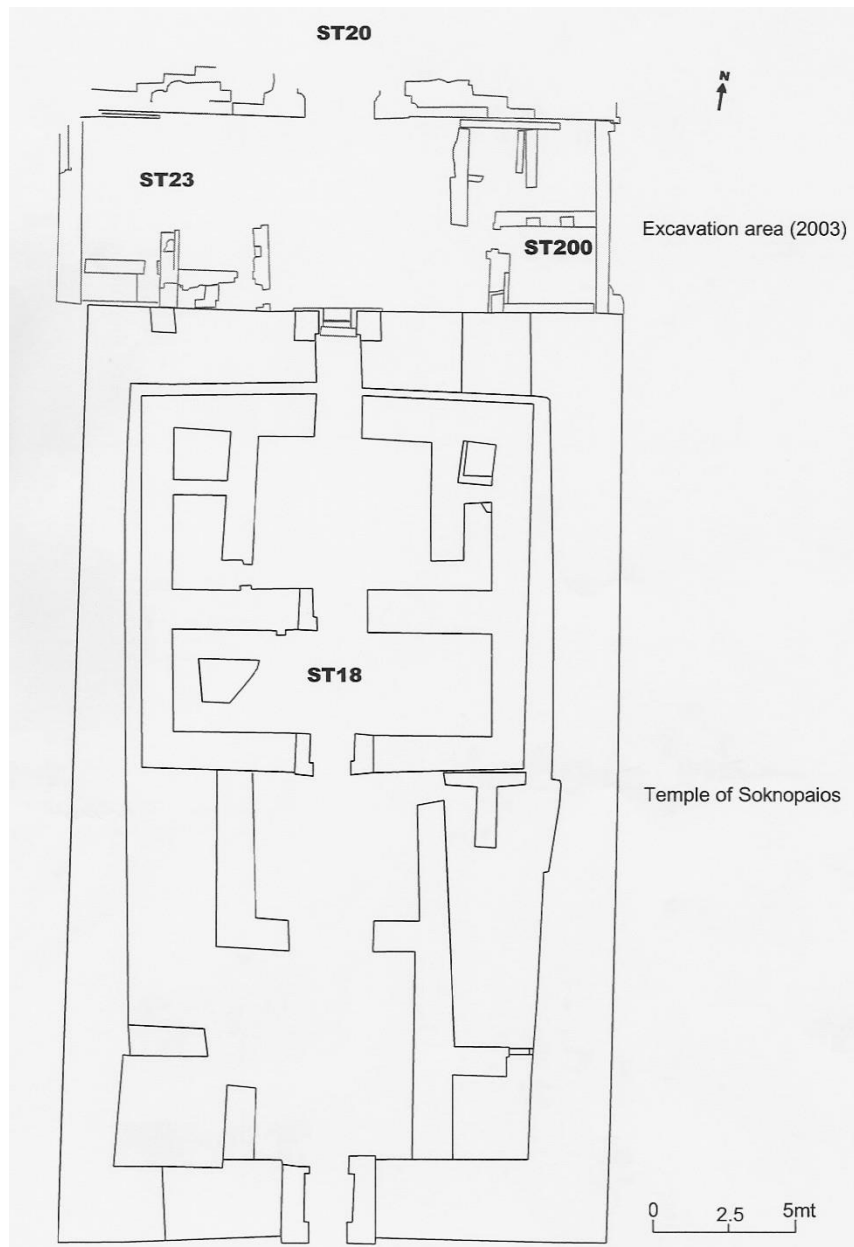 ST20
N
ST23
Excavation area (2003)
ST200
ST18
Temple of Soknopaios
0 2.5 5mt